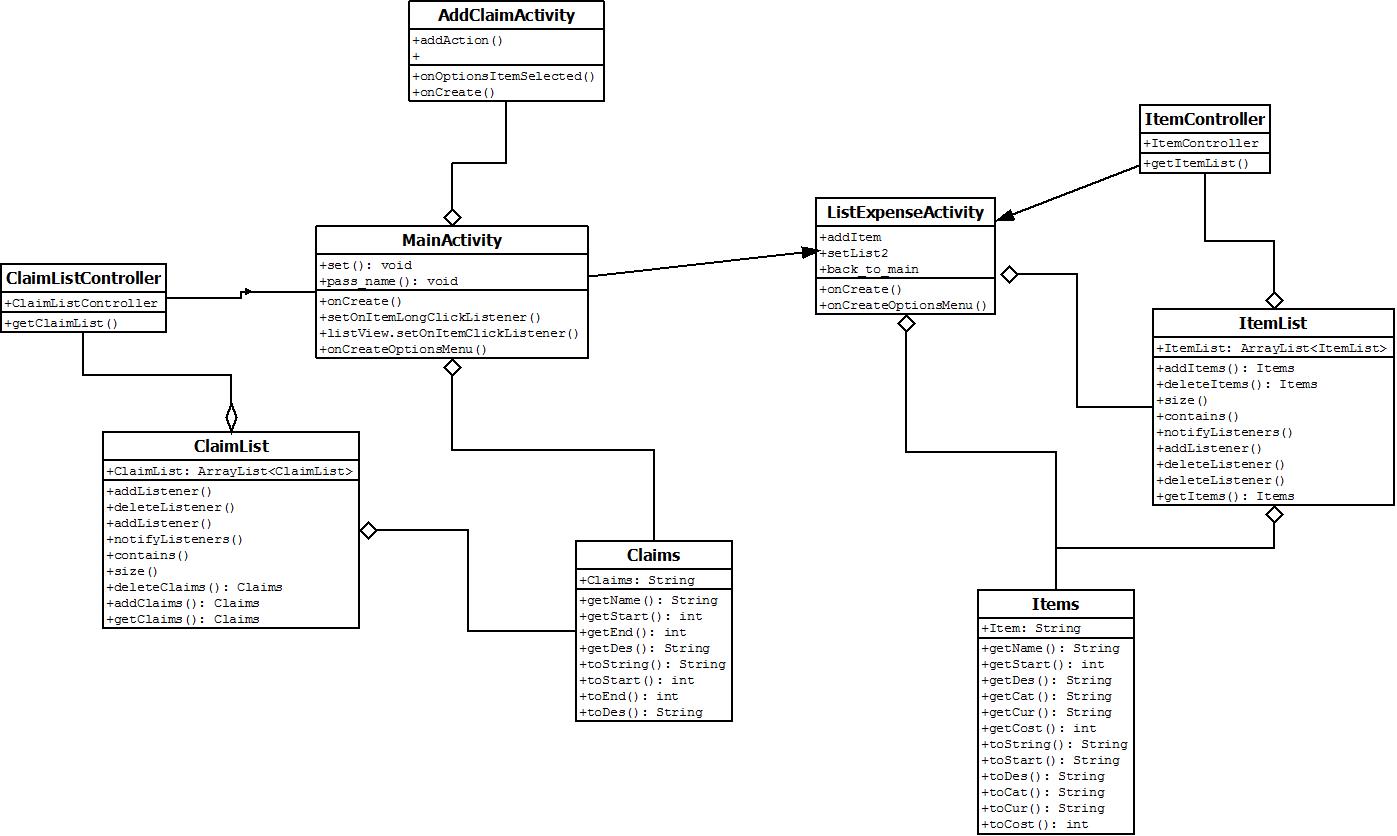 AddClaimActivity
+addAction()
+
+onOptionsItemSelected()
+onCreate()
ItemController
+ItemController
+getItemList()
ListExpenseActivity
+addItem
+setList2
+back_to_main
+onCreate()
+onCreateOptionsMenu()
MainActivity
+set(): void
+pass_name(): void
+onCreate()
+setOnItemLongClickListener()
+listView.setOnItemClickListener()
+onCreateOptionsMenu()
ClaimListController
+ClaimListController
+getClaimList()
ItemList
+ItemList: ArrayList<ItemList>
+addItems(): Items
+deleteItems(): Items
+size()
+contains()
+notifyListeners()
+addListener()
+deleteListener()
+deleteListener()
+getItems(): Items
ClaimList
+ClaimList: ArrayList<ClaimList>
+addListener()
+deleteListener()
+addListener()
+notifyListeners()
+contains()
+size()
+deleteClaims(): Claims
+addClaims(): Claims
+getClaims(): Claims
Claims
+Claims: String
+getName(): String
+getStart(): int
+getEnd(): int
+getDes(): String
+toString(): String
+toStart(): int
+toEnd(): int
+toDes(): String
Items
+Item: String
+getName(): String
+getStart(): int
+getDes(): String
+getCat(): String
+getCur(): String
+getCost(): int
+toString(): String
+toStart(): String
+toDes(): String
+toCat(): String
+toCur(): String
+toCost(): int